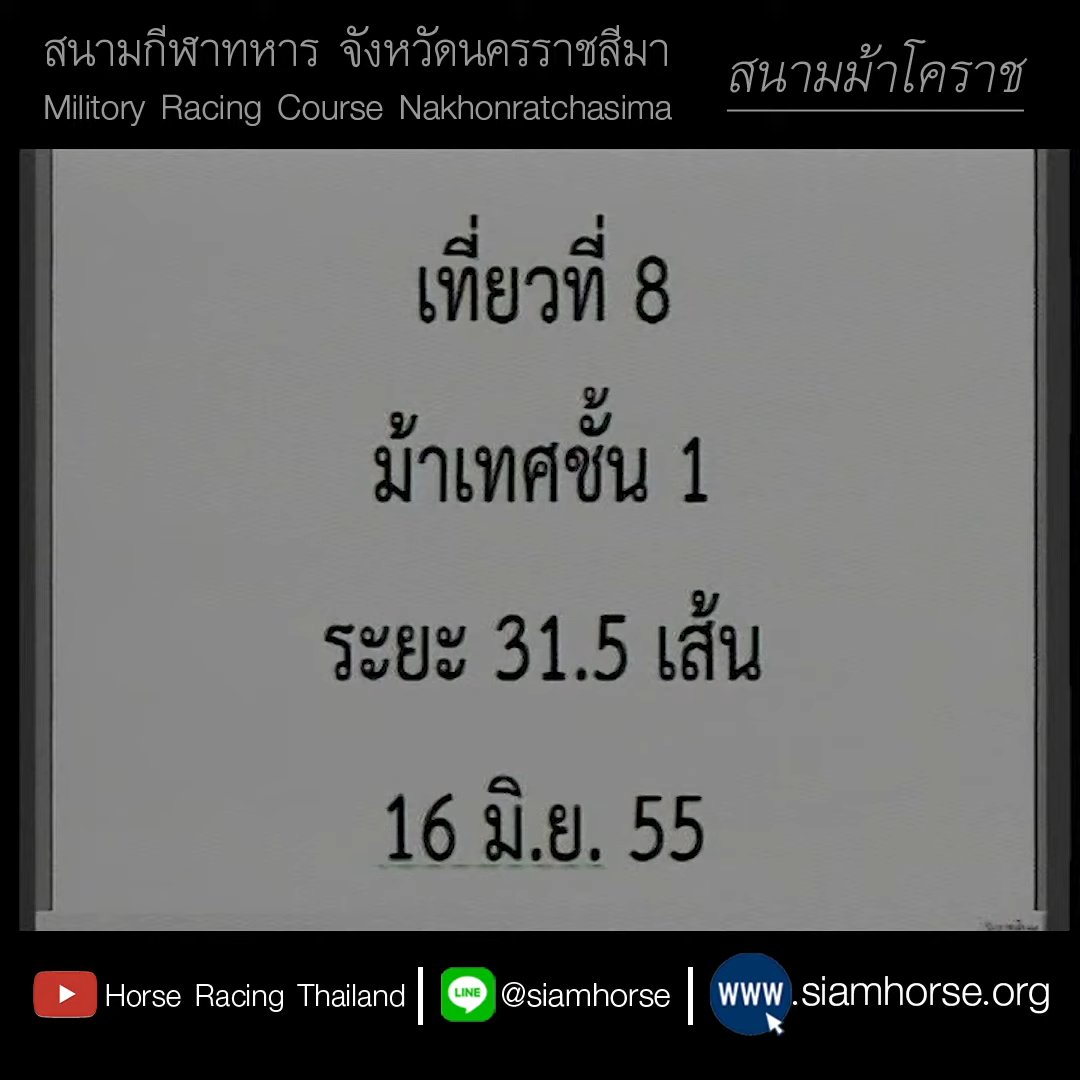 สนามกีฬาทหาร จังหวัดนครราชสีมา
Militory Racing Course Nakhonratchasima
สนามม้าโคราช
เที่ยวที่ 8
ม้าเทศชั้น 1
ระยะ 31.5 เส้น
16 มิ.ย. 55
Horse Racing Thailand
LINE @siamhorse
www.siamhorse.org